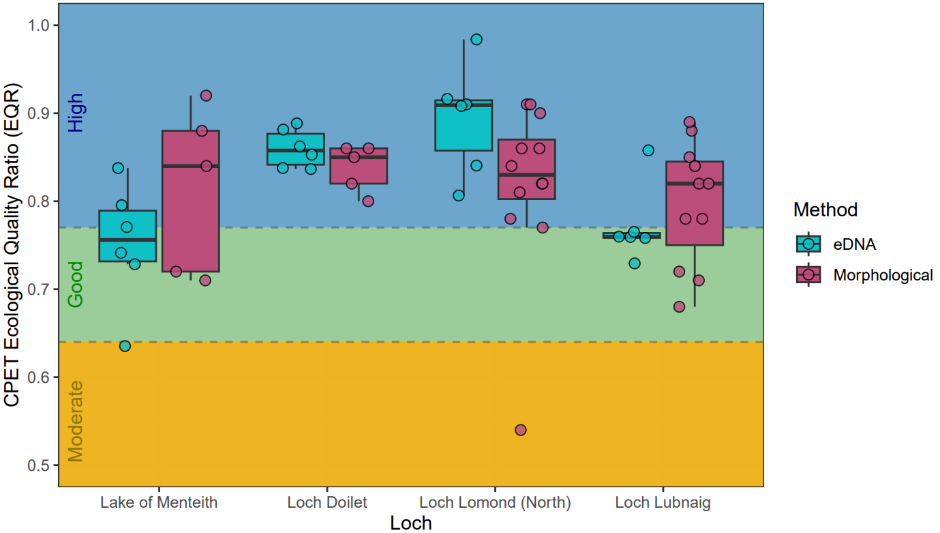 CPET Ecological Quality Ratio (EQR)
1.0
0.9
0.8
0.7
0.6
0.5
High
Good
Moderate
Lake of Menteith
Loch Doilet
Loch Lomond (North)
Loch Lubnaig
Loch
Method
eDNA
Morphological